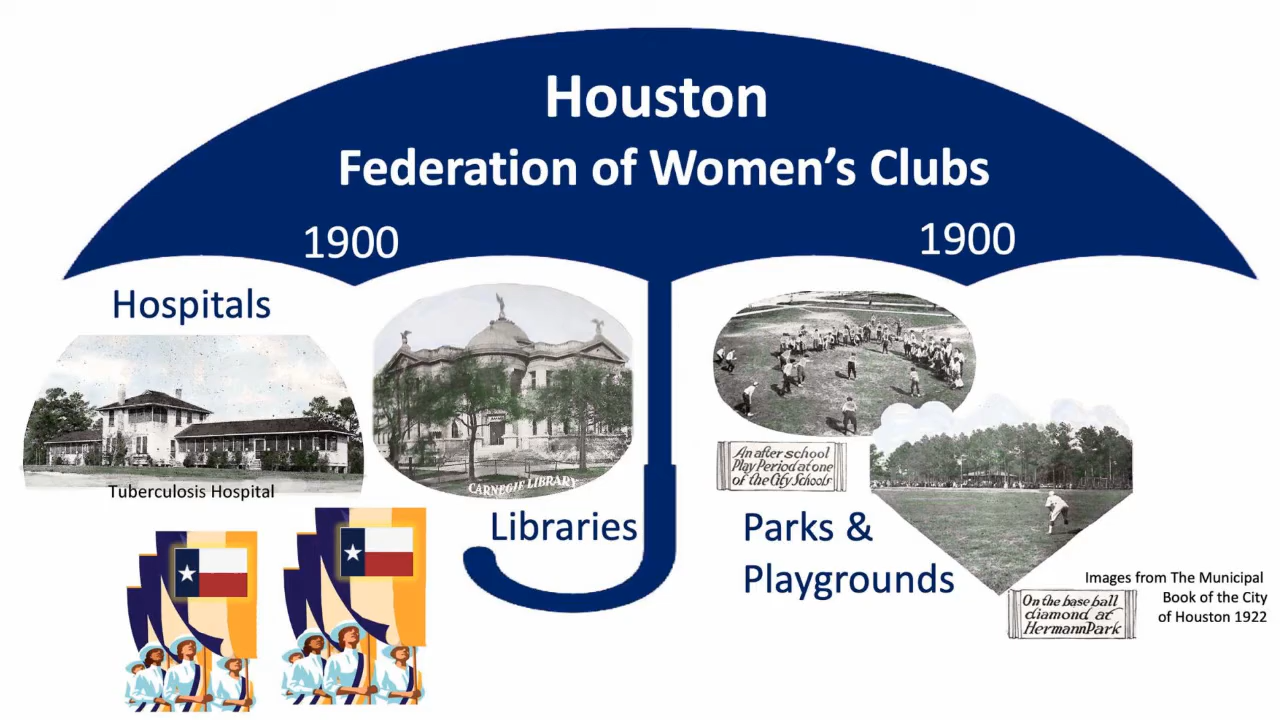 Houston
Federation of Women's Clubs
1900
1900
Hospitals
Tuberculosis Hospital
CARNEGIE LIBRARY
Libraries
An after school
Play Period at one
of the City Schools
Parks &
Playgrounds
On the base ball
diamond at
Hermann Park
Images from The Municipal
Book of the City
of Houston 1922